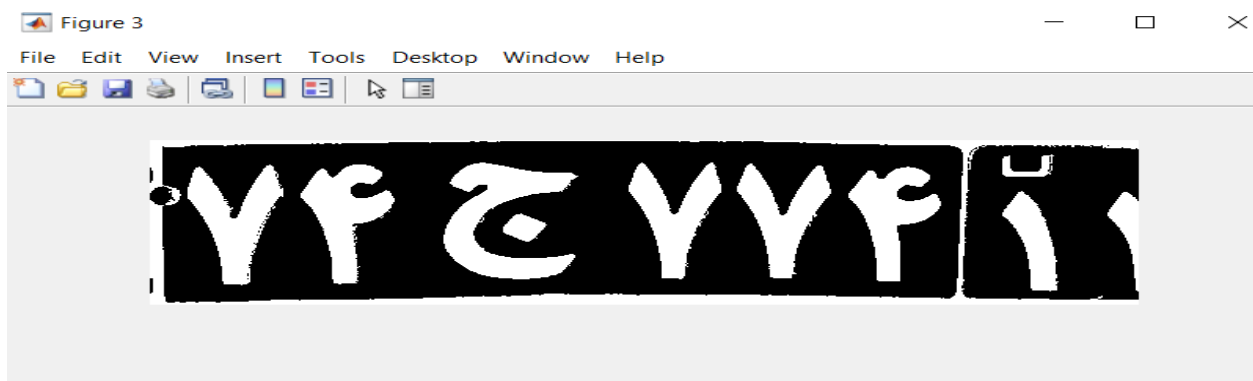 Figure 3
File Edit View Insert Tools Desktop Window Help
۷۴ ج ۷۷۴
۱